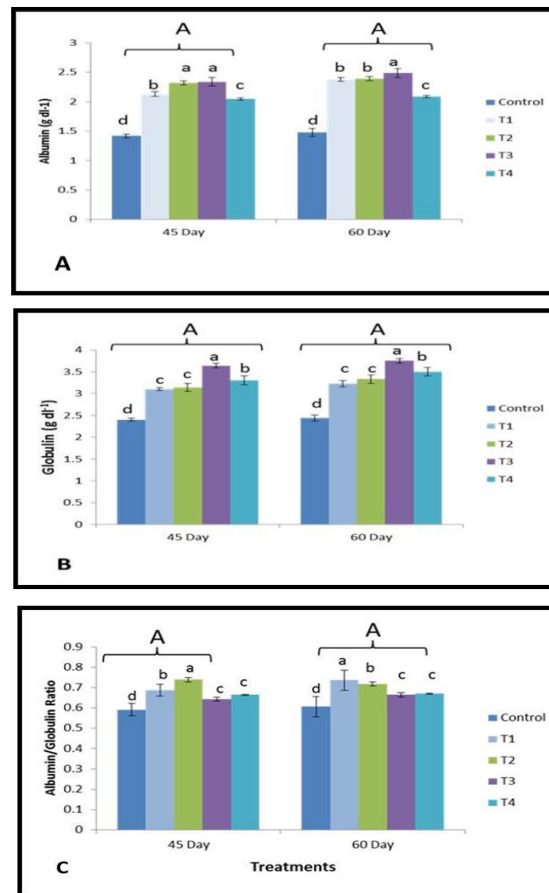 A
A
3
2.5
2
1.5
1
0.5
0
Albumin (g dl-1)
d b a a c
d b b a c
45 Day
60 Day
Control
T1
T2
T3
T4
A
A
A
4
3.5
3
2.5
2
1.5
1
0.5
0
Globulin (g dl-1)
d c c a b
d c c a b
45 Day
60 Day
Control
T1
T2
T3
T4
B
A
A
0.9
0.8
0.7
0.6
0.5
0.4
0.3
0.2
0.1
0
Albumin/Globulin Ratio
d b a c c
d a b c c
45 Day
60 Day
Control
T1
T2
T3
T4
C
Treatments